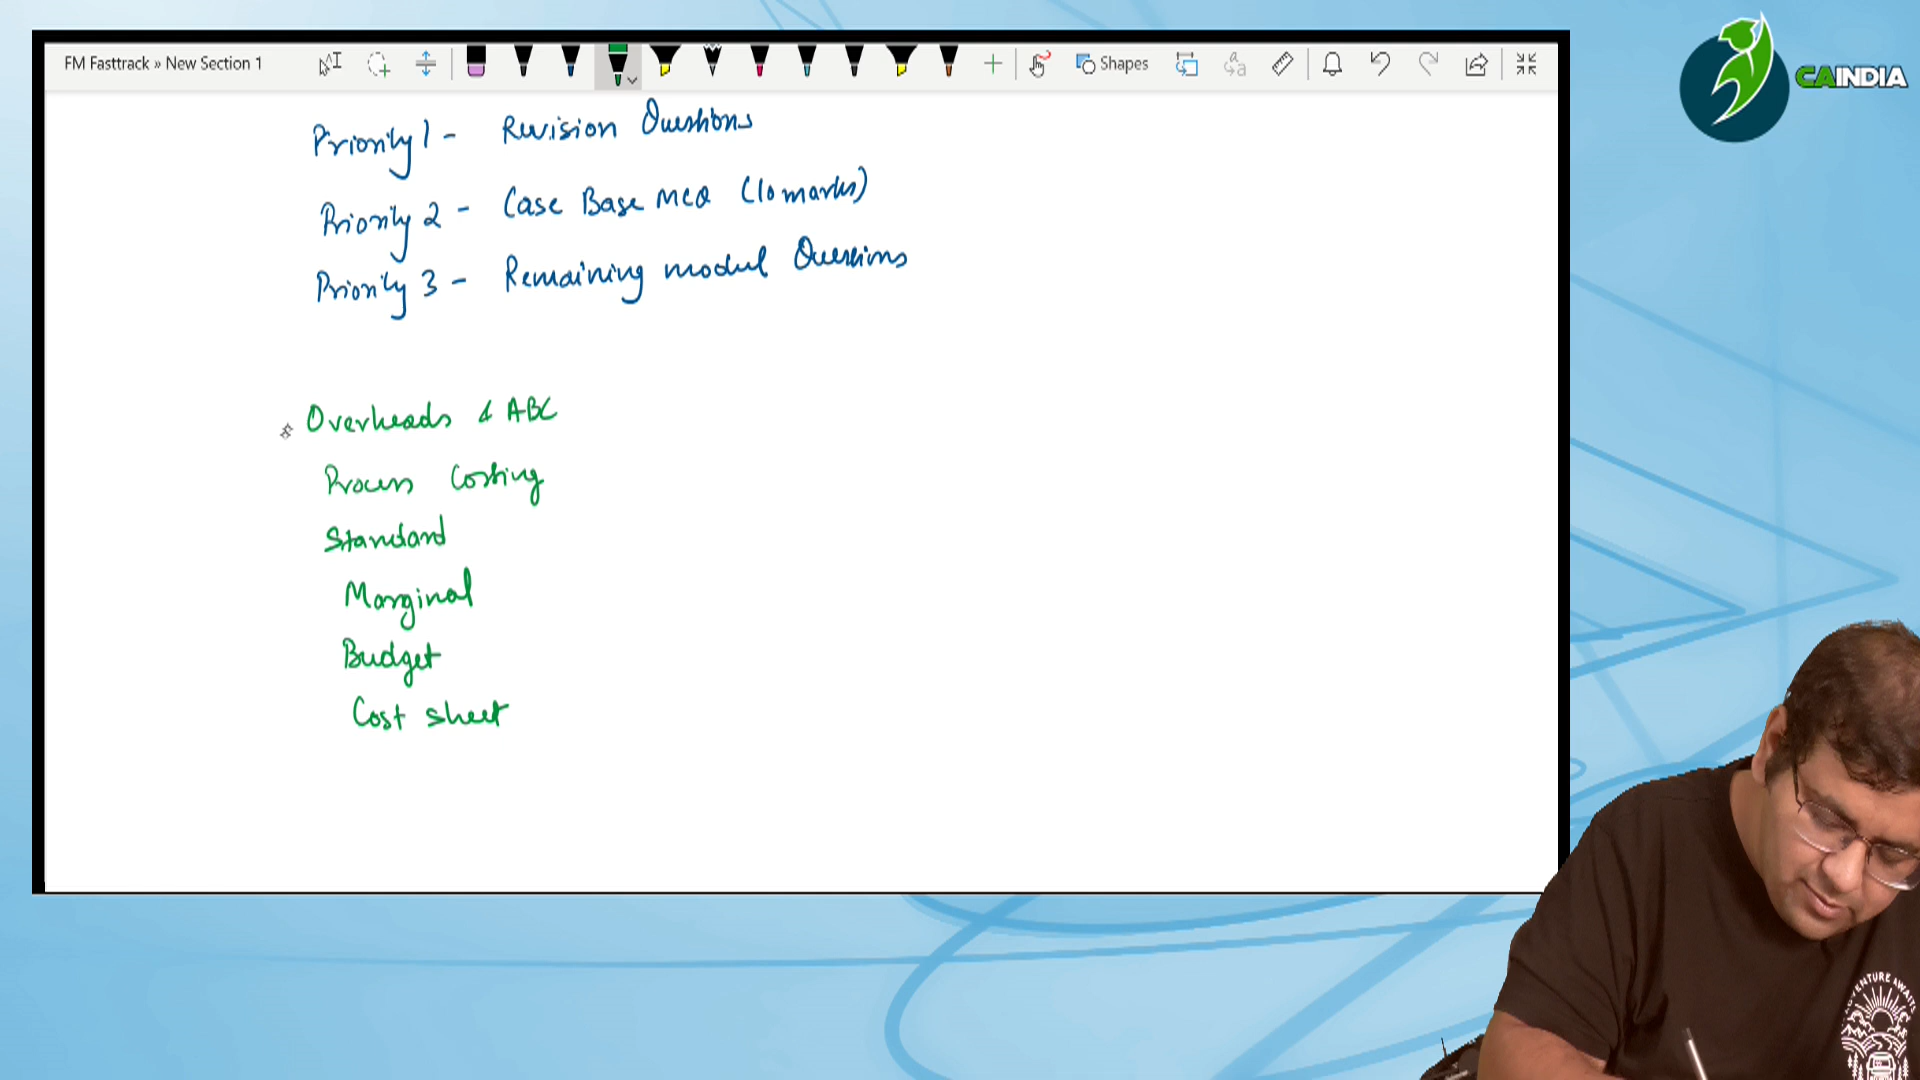 FM Fasttrack » New Section 1
Shapes
CAINDIA
Priority 1 - Revision Questions
Priority 2 - Case Base MCQ (10 marks)
Priority 3 - Remaining modul Questions
Overheads & ABC
Process Costing
Standard
Marginal
Budget
Cost sheet